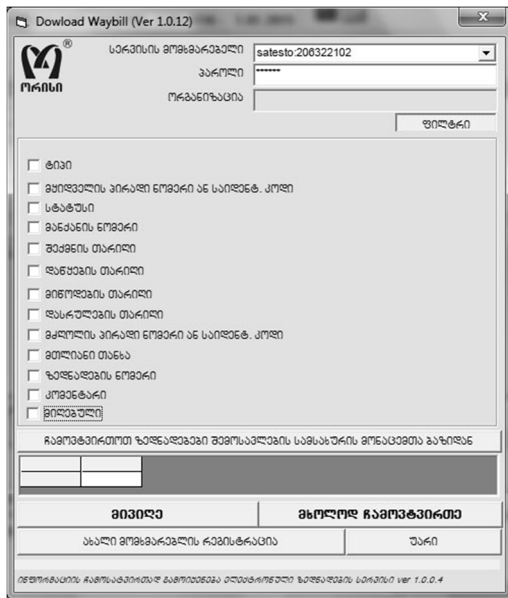 Dowload Waybill (Ver 1.0.12)
®
ორისი
სერვისის მომხმარებელი satesto:206322102
პაროლი ******
ორგანიზაცია
ფილტრი
ტიპი
მყიდველის პირადი ნომერი ან საიდენტ. კოდი
სტატუსი
მანქანის ნომერი
შექმნის თარიღი
დაწყების თარიღი
მიწოდების თარიღი
დასრულების თარიღი
მძღოლის პირადი ნომერი ან საიდენტ. კოდი
მთლიანი თანხა
ზედნადების ნომერი
კომენტარი
მიღებული
ჩამოვტვირთოთ ზედნადებები შემოსავლების სამსახურის მონაცემთა ბაზიდან
მივიღე მხოლოდ ჩამოვტვირთე
ახალი მომხმარებლის რეგისტრაცია უარი
ინფორმაციის ჩამოსატვირთად გამოიყენება ელექტრონული ზედნადების სერვისი ver 1.0.0.4